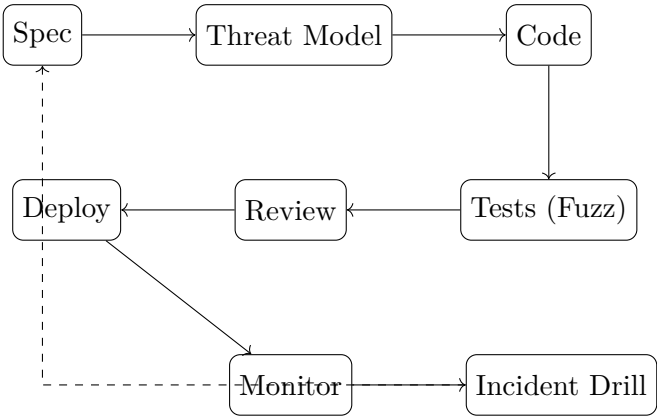 Spec
Threat Model
Code
Deploy
Review
Tests (Fuzz)
Monitor
Incident Drill